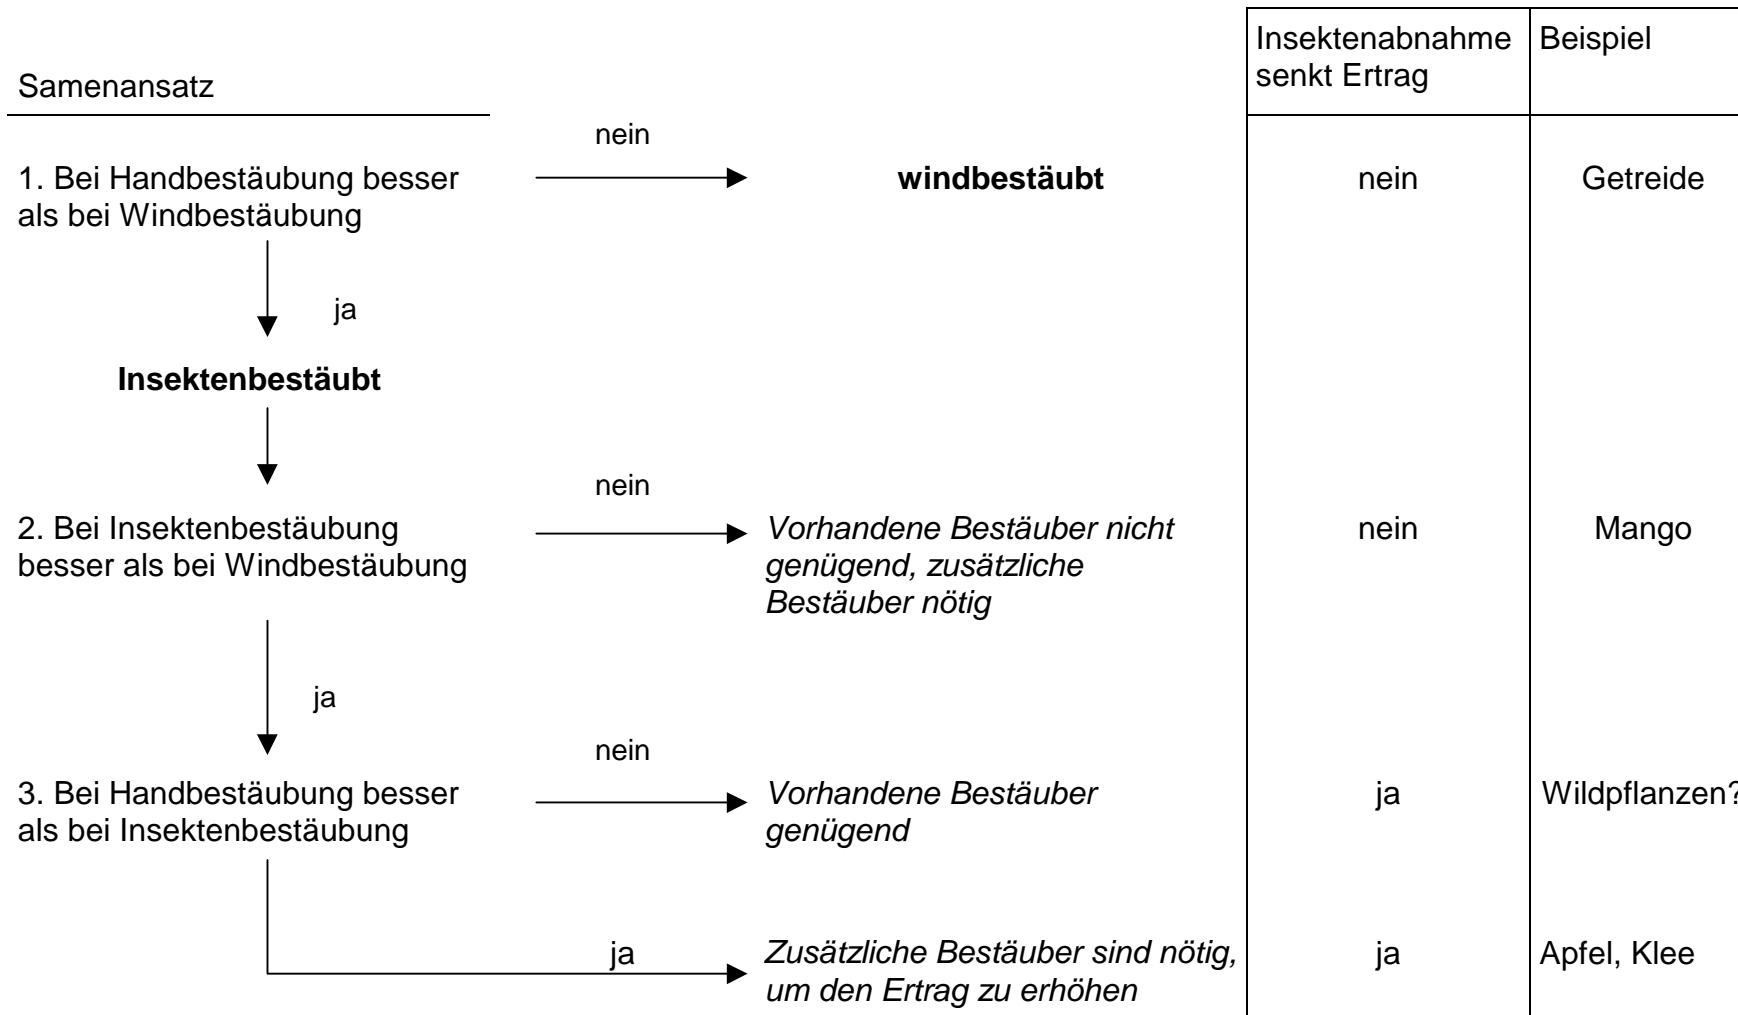 Insektenabnahme
senkt Ertrag
Beispiel
Samenansatz
nein
1. Bei Handbestäubung besser
als bei Windbestäubung
windbestäubt
nein
Getreide
ja
Insektenbestäubt
nein
2. Bei Insektenbestäubung
besser als bei Windbestäubung
Vorhandene Bestäuber nicht
genügend, zusätzliche
Bestäuber nötig
nein
Mango
ja
nein
3. Bei Handbestäubung besser
als bei Insektenbestäubung
Vorhandene Bestäuber
genügend
ja
Wildpflanzen?
ja
Zusätzliche Bestäuber sind nötig,
um den Ertrag zu erhöhen
ja
Apfel, Klee